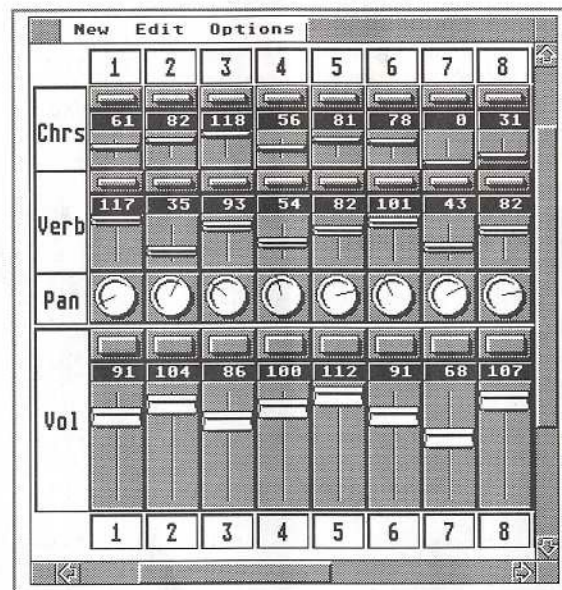 New Edit Options
1 2 3 4 5 6 7 8
Chrs
61 82 118 56 81 78 0 31
Verb
117 35 93 54 82 101 43 82
Pan
Vol
91 104 86 100 112 91 68 107
1 2 3 4 5 6 7 8